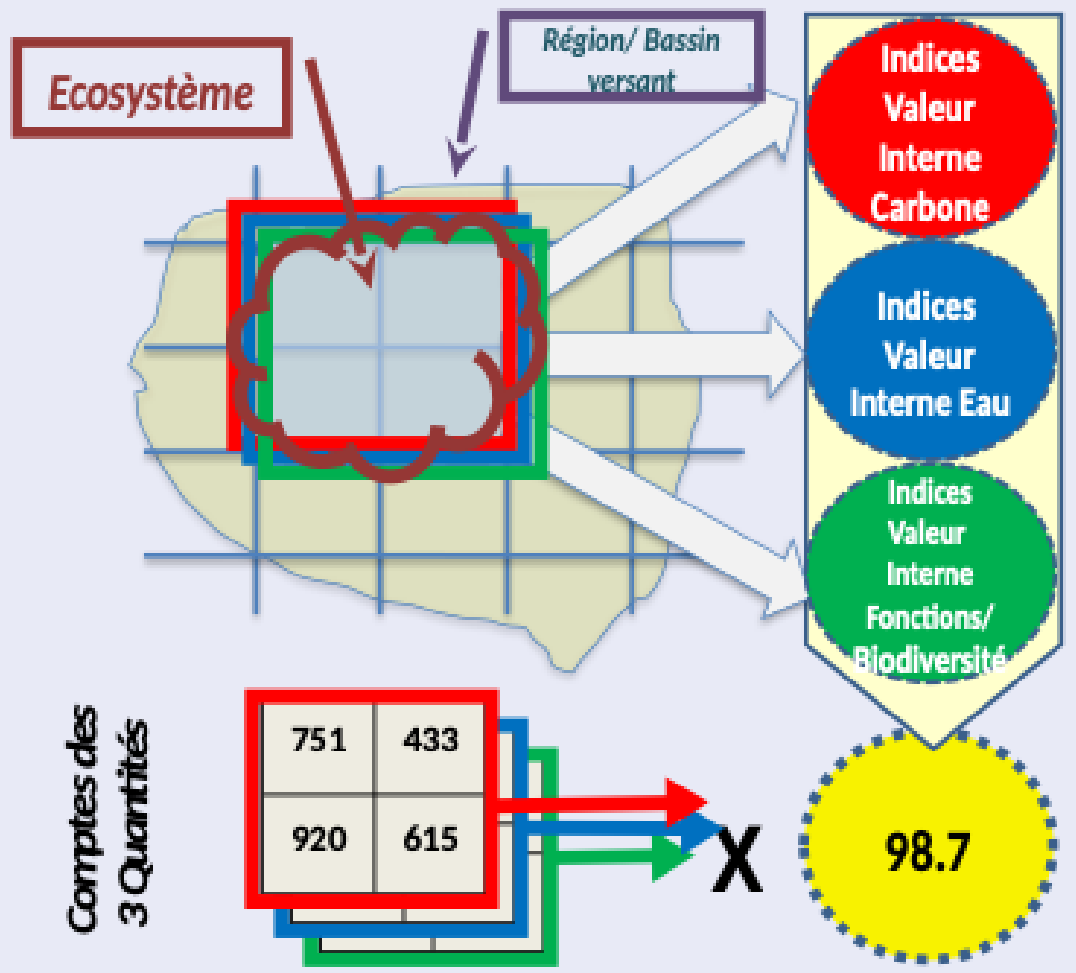 Ecosystème
Région/ Bassin
versant
Indices
Valeur
Interne
Carbone
Indices
Valeur
Interne Eau
Indices
Valeur
Interne
Fonctions/
Biodiversité
Comptes des
3 Quantités
751 433
920 615
X
98.7